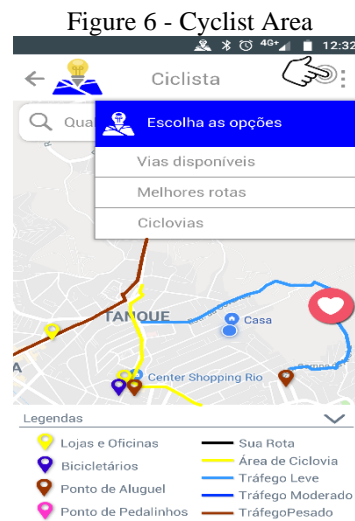 Figure 6 - Cyclist Area
4G+ 12:32
Ciclista
Qua
Escolha as opções
Vias disponíveis
Melhores rotas
Ciclovias
TANQUE
Casa
Center Shopping Rio
A
Legendas
Lojas e Oficinas
Bicicletários
Ponto de Aluguel
Ponto de Pedalinhos
Sua Rota
Área de Ciclovia
Tráfego Leve
Tráfego Moderado
TráfegoPesado